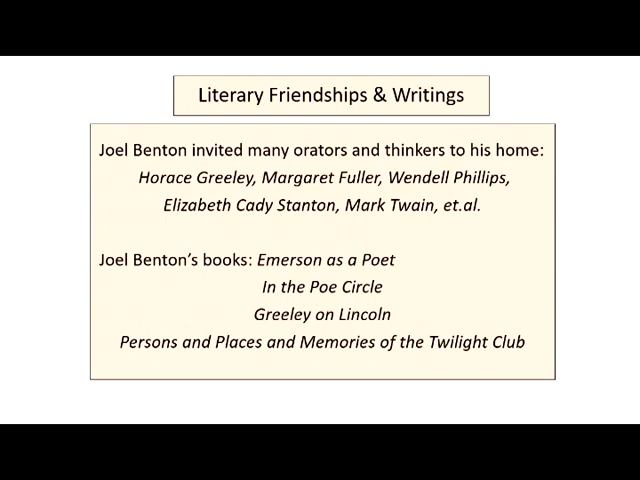 Literary Friendships & Writings
Joel Benton invited many orators and thinkers to his home:
Horace Greeley, Margaret Fuller, Wendell Phillips,
Elizabeth Cady Stanton, Mark Twain, et.al.
Joel Benton's books: Emerson as a Poet
In the Poe Circle
Greeley on Lincoln
Persons and Places and Memories of the Twilight Club